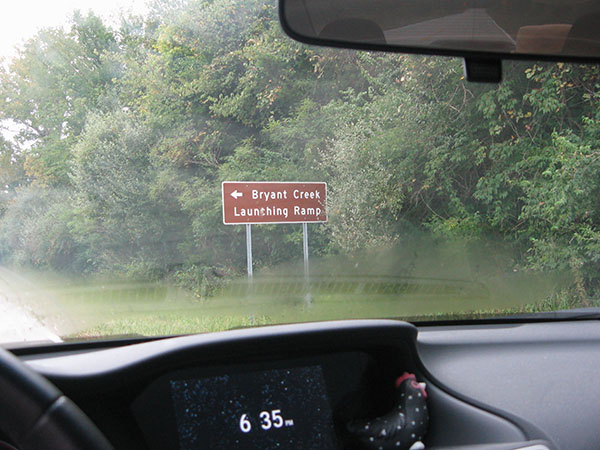 ← Bryant Creek
Launching Ramp
6 35 PM